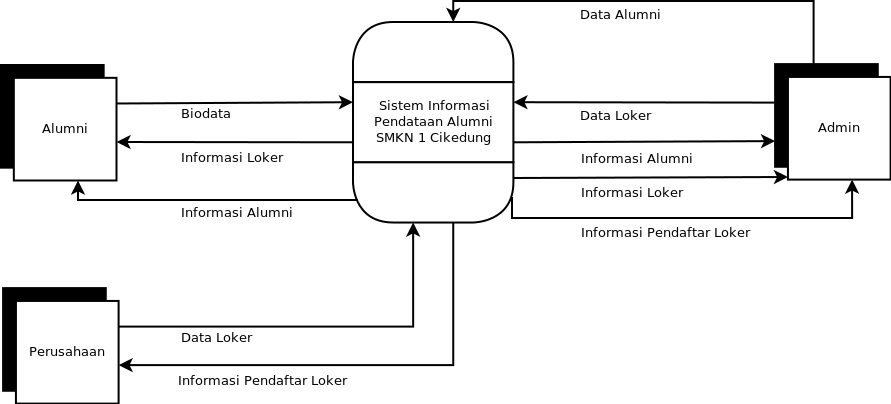 Data Alumni
Sistem Informasi
Pendataan Alumni
SMKN 1 Cikedung
Alumni
Admin
Biodata
Data Loker
Informasi Loker
Informasi Alumni
Informasi Alumni
Informasi Loker
Informasi Pendaftar Loker
Perusahaan
Data Loker
Informasi Pendaftar Loker